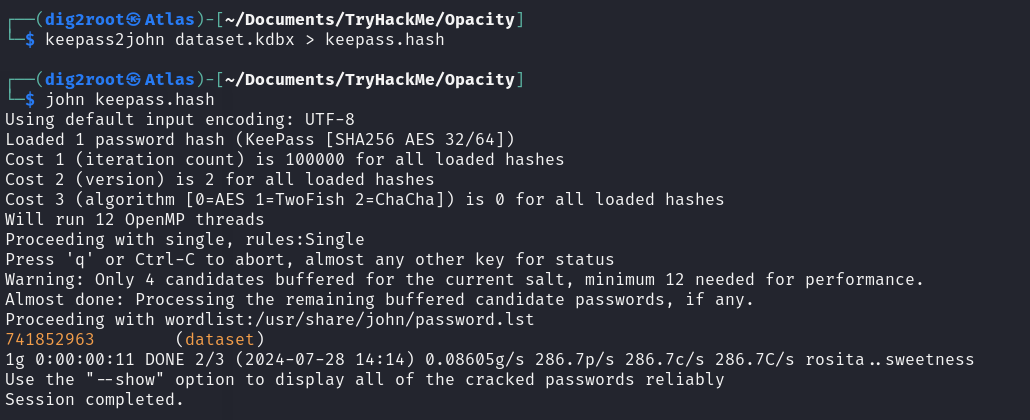 ┌──(dig2root㉿Atlas)-[~/Documents/TryHackMe/Opacity]
└─$ keepass2john dataset.kdbx > keepass.hash
┌──(dig2root㉿Atlas)-[~/Documents/TryHackMe/Opacity]
└─$ john keepass.hash
Using default input encoding: UTF-8
Loaded 1 password hash (KeePass [SHA256 AES 32/64])
Cost 1 (iteration count) is 100000 for all loaded hashes
Cost 2 (version) is 2 for all loaded hashes
Cost 3 (algorithm [0=AES 1=TwoFish 2=ChaCha]) is 0 for all loaded hashes
Will run 12 OpenMP threads
Proceeding with single, rules:Single
Press 'q' or Ctrl-C to abort, almost any other key for status
Warning: Only 4 candidates buffered for the current salt, minimum 12 needed for performance.
Almost done: Processing the remaining buffered candidate passwords, if any.
Proceeding with wordlist:/usr/share/john/password.lst
741852963        (dataset)
1g 0:00:00:11 DONE 2/3 (2024-07-28 14:14) 0.08605g/s 286.7p/s 286.7c/s 286.7C/s rosita..sweetness
Use the "--show" option to display all of the cracked passwords reliably
Session completed.